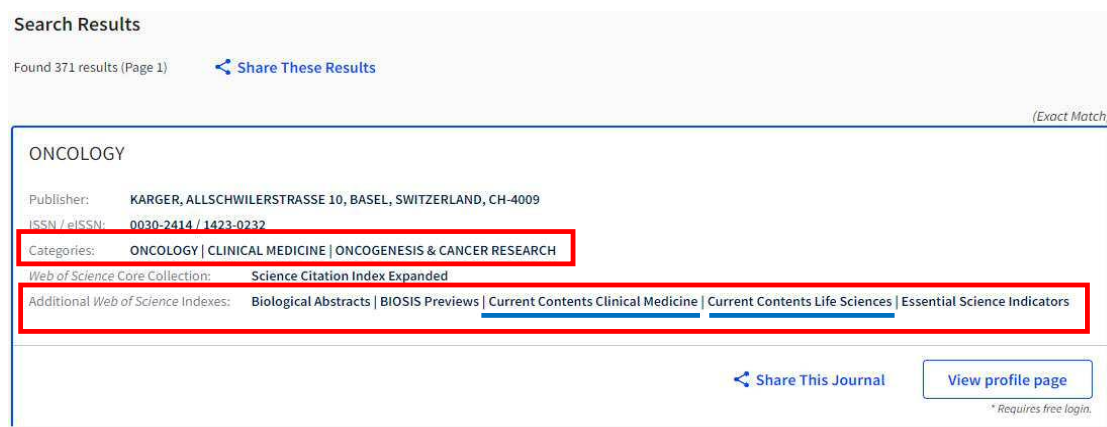 Search Results
Found 371 results (Page 1) Share These Results
(Exact Match
ONCOLOGY
Publisher: KARGER, ALLSCHWILERSTRASSE 10, BASEL, SWITZERLAND, CH-4009
ISSN / eISSN: 0030-2414 / 1423-0232
Categories: ONCOLOGY | CLINICAL MEDICINE | ONCOGENESIS & CANCER RESEARCH
Web of Science Core Collection: Science Citation Index Expanded
Additional Web of Science Indexes: Biological Abstracts | BIOSIS Previews | Current Contents Clinical Medicine | Current Contents Life Sciences | Essential Science Indicators
Share This Journal View profile page
* Requires free login.